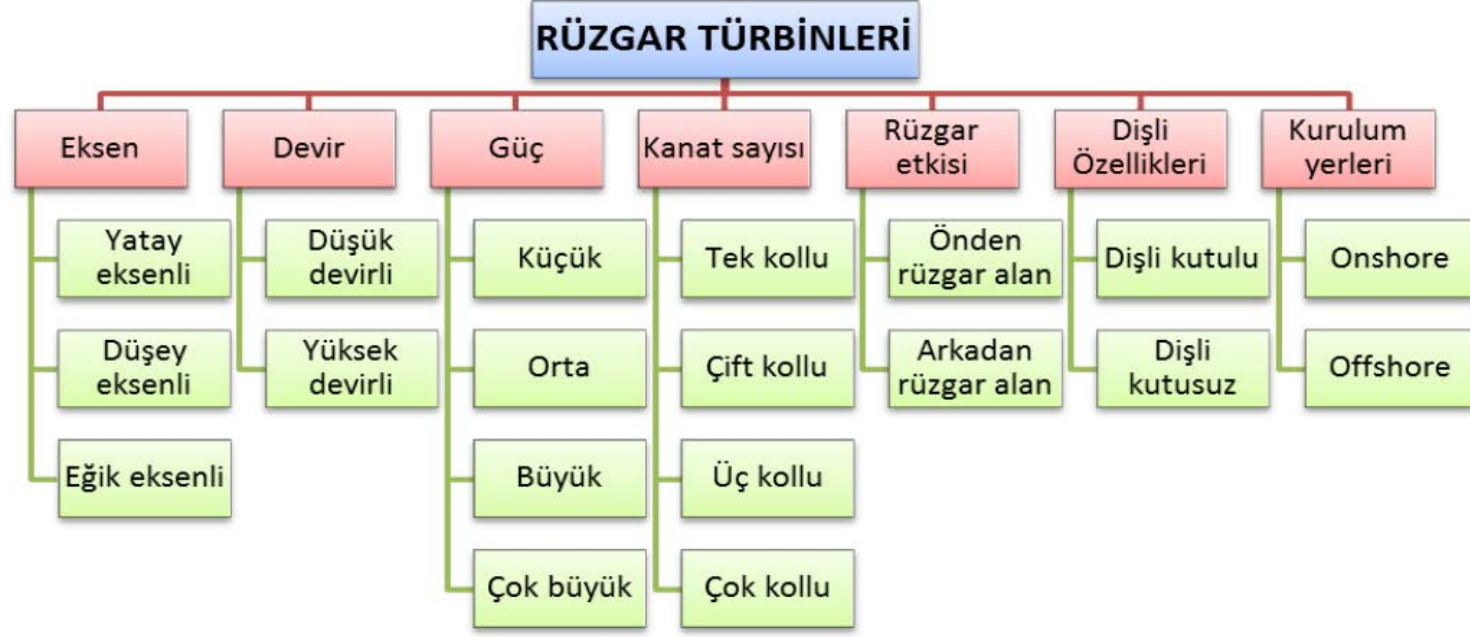 RÜZGAR TÜRBİNLERİ
Eksen
Yatay
eksenli
Düşey
eksenli
Eğik eksenli
Devir
Düşük
devirli
Yüksek
devirli
Güç
Küçük
Orta
Büyük
Çok büyük
Kanat sayısı
Tek kollu
Çift kollu
Üç kollu
Çok kollu
Rüzgar
etkisi
Önden
rüzgar alan
Arkadan
rüzgar alan
Dişli
Özellikleri
Dişli kutulu
Dişli
kutusuz
Kurulum
yerleri
Onshore
Offshore